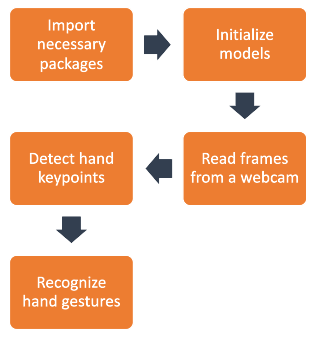 Import
necessary
packages
Initialize
models
Read frames
from a webcam
Detect hand
keypoints
Recognize
hand gestures